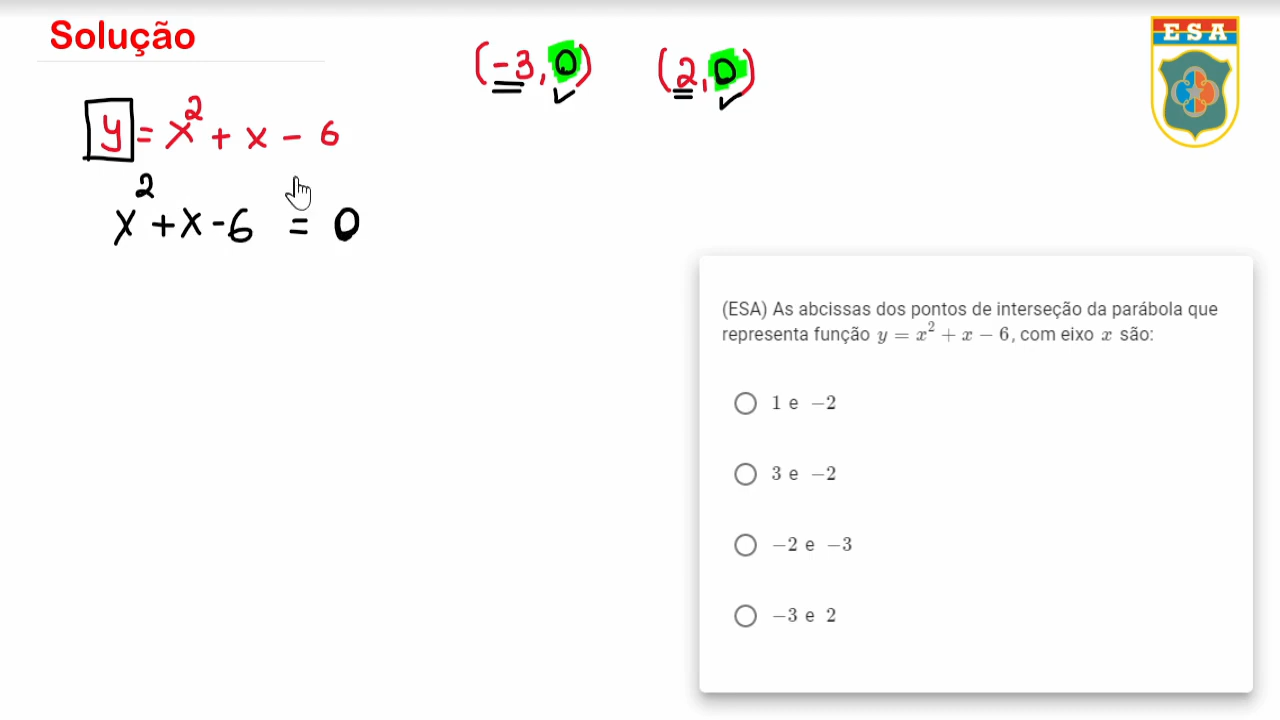 Solução
(-3, 0) (2, 0)
ESA
y = x² + x - 6
x² + x - 6 = 0
(ESA) As abcissas dos pontos de interseção da parábola que
representa função y = x² + x − 6, com eixo x são:
1 e −2
3 e −2
−2 e −3
−3 e 2